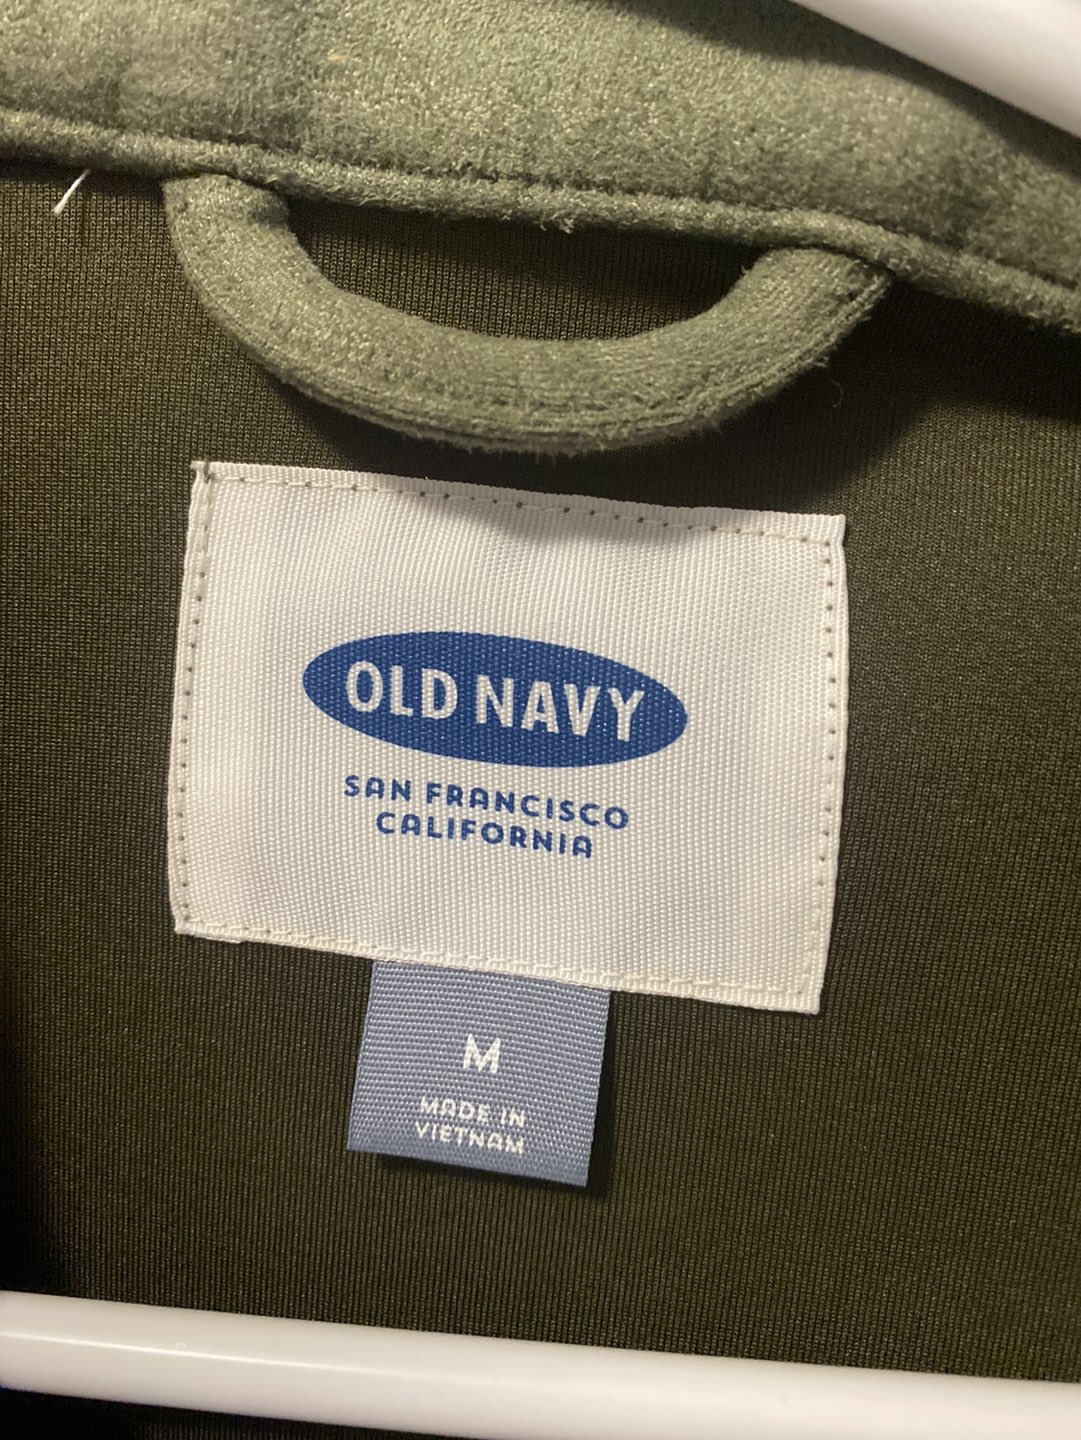 OLD NAVY
SAN FRANCISCO
CALIFORNIA
M
MADE IN
VIETNAM